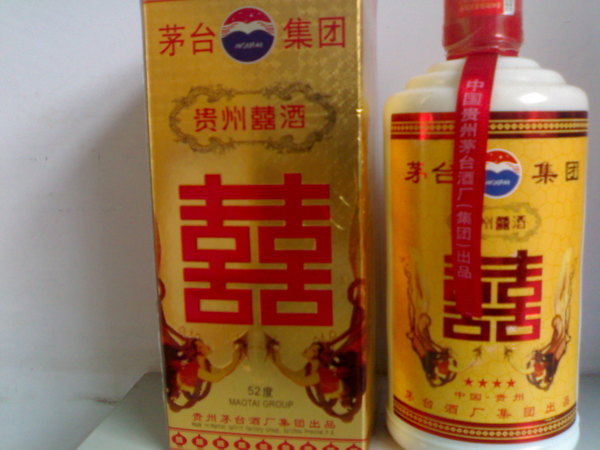 茅台 集团
MOUTAI
贵州囍酒
囍
52度
MAOTAI GROUP
贵州茅台酒厂集团出品
中国贵州茅台酒厂(集团)出品
茅台 集团
州囍酒
囍
★★★★
中国·贵州
茅台酒厂集团出品